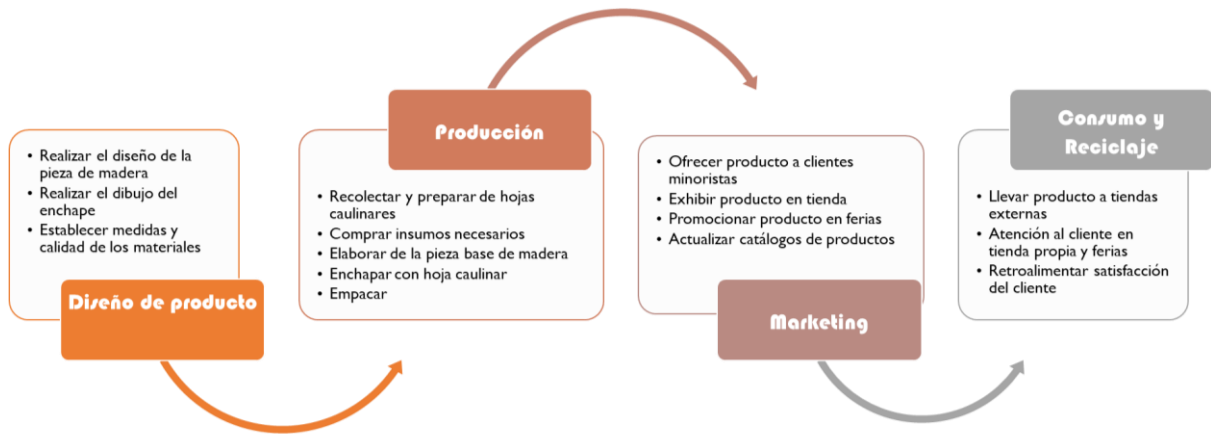 Diseño de producto
• Realizar el diseño de la
pieza de madera
• Realizar el dibujo del
enchape
• Establecer medidas y
calidad de los materiales
Producción
• Recolectar y preparar de hojas
caulinares
• Comprar insumos necesarios
• Elaborar de la pieza base de madera
• Enchapar con hoja caulinar
• Empacar
Marketing
• Ofrecer producto a clientes
minoristas
• Exhibir producto en tienda
• Promocionar producto en ferias
• Actualizar catálogos de productos
Consumo y
Reciclaje
• Llevar producto a tiendas
externas
• Atención al cliente en
tienda propia y ferias
• Retroalimentar satisfacción
del cliente